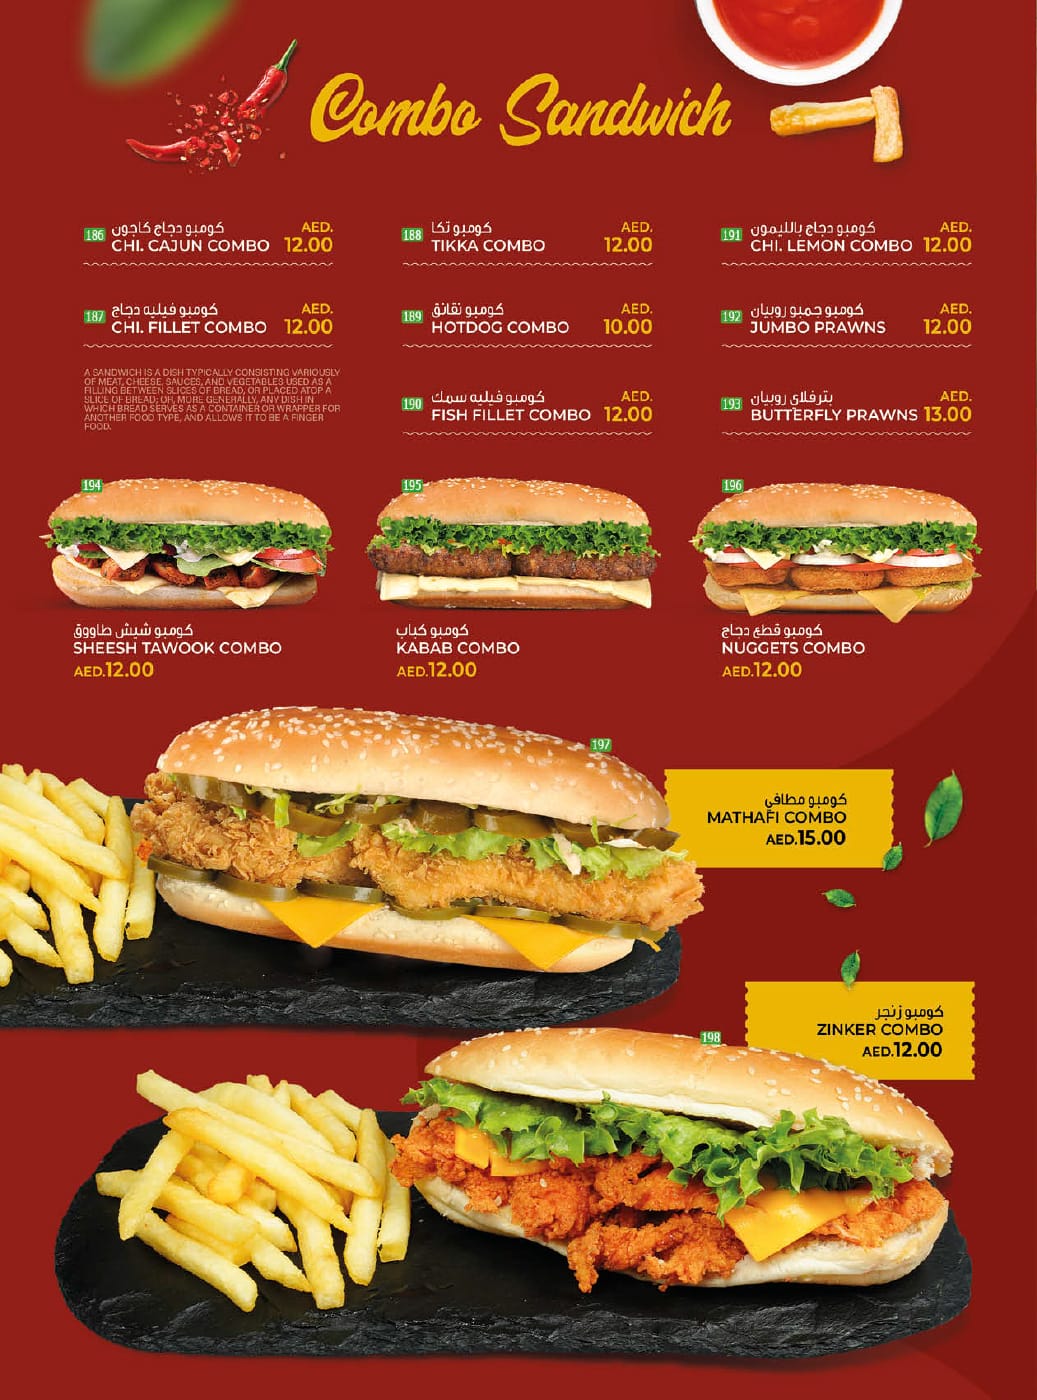 Combo Sandwich
186
كومبو دجاج كاجون
AED.
CHI. CAJUN COMBO 12.00
187
كومبو فيليه دجاج
AED.
CHI. FILLET COMBO 12.00
A SANDWICH IS A DISH TYPICALLY CONSISTING VARIOUSLY
OF MEAT, CHEESE, SAUCES, AND VEGETABLES USED AS A
FILLING BETWEEN SLICES OF BREAD, OR PLACED ATOP A
SLICE OF BREAD; OR, MORE GENERALLY, ANY DISH IN
WHICH BREAD SERVES AS A CONTAINER OR WRAPPER FOR
ANOTHER FOOD TYPE, AND ALLOWS IT TO BE A FINGER
FOOD.
188
كومبو تكا
AED.
TIKKA COMBO 12.00
189
كومبو نقانق
AED.
HOTDOG COMBO 10.00
190
كومبو فيليه سمك
AED.
FISH FILLET COMBO 12.00
191
كومبو دجاج بالليمون
AED.
CHI. LEMON COMBO 12.00
192
كومبو جمبو روبيان
AED.
JUMBO PRAWNS 12.00
193
بترفلاي روبيان
AED.
BUTTERFLY PRAWNS 13.00
194
كومبو شيش طاووق
SHEESH TAWOOK COMBO
AED.12.00
195
كومبو كباب
KABAB COMBO
AED.12.00
196
كومبو قطع دجاج
NUGGETS COMBO
AED.12.00
197
كومبو مطافي
MATHAFI COMBO
AED.15.00
198
كومبو زنجر
ZINKER COMBO
AED.12.00